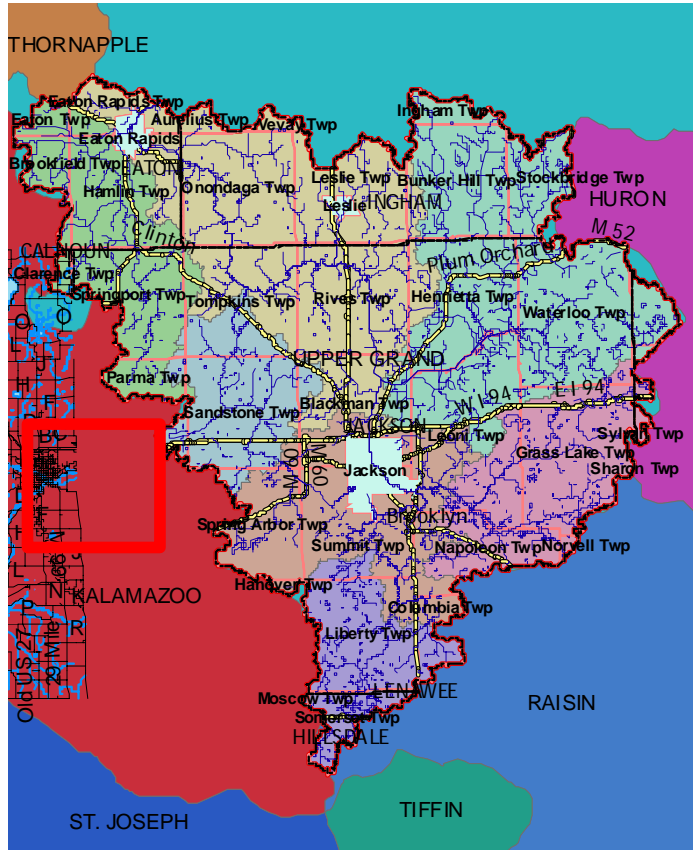 THORNAPPLE
Eaton Rapids Twp
Ingham Twp
Eaton Twp
Aurelius Twp
Vevay Twp
Eaton Rapids
Brookfield Twp
EATON
Leslie Twp
Bunker Hill Twp
Stockbridge Twp
Hamlin Twp
Onondaga Twp
Leslie
INGHAM
HURON
M 52
Clinton
CALHOUN
Plum Orchard
Clarence Twp
Springport Twp
Tompkins Twp
Rives Twp
Henrietta Twp
Waterloo Twp
O
O
L
J
UPPER GRAND
Parma Twp
H
F
Sandstone Twp
Blackman Twp
W I 94
E I 94
JACKSON
B
C
Leoni Twp
Sylvan Twp
M 60
M 60
Jackson
Grass Lake Twp
Sharon Twp
L
Spring Arbor Twp
Brooklyn
H
Summit Twp
Napoleon Twp
Norvell Twp
L
66
N
Hanover Twp
KALAMAZOO
P
Columbia Twp
R
Liberty Twp
Old US 27
29 Mile
Moscow Twp
LENAWEE
RAISIN
Somerset Twp
HILLSDALE
TIFFIN
ST. JOSEPH